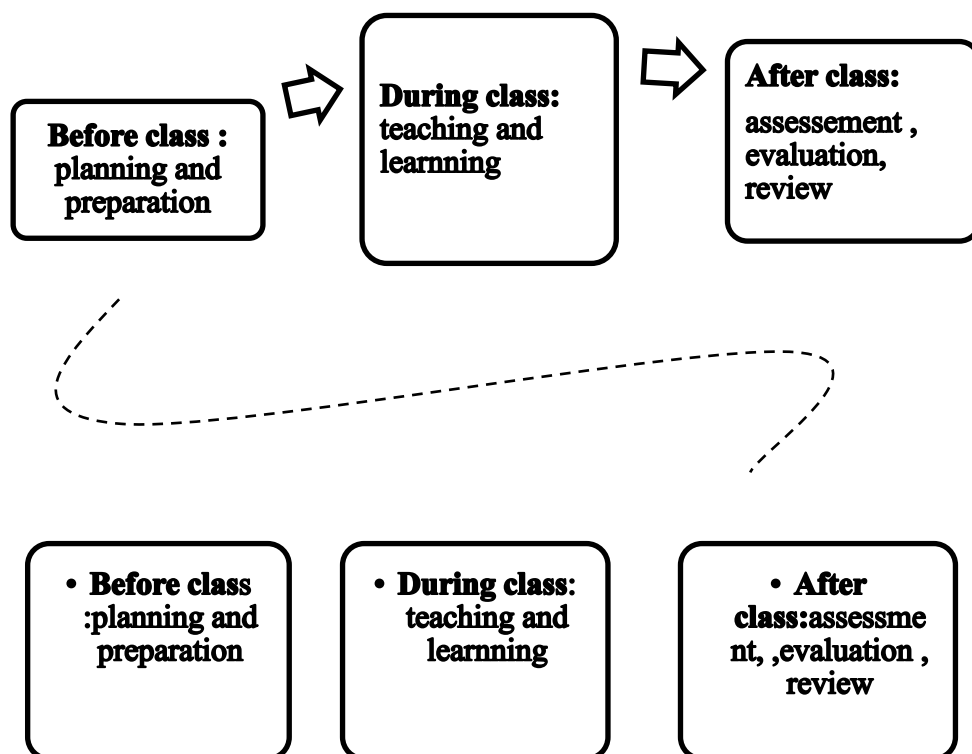 Before class :
planning and
preparation
During class:
teaching and
learnning
After class:
assessement ,
evaluation,
review
• Before class
:planning and
preparation
• During class:
teaching and
learnning
• After
class:assessme
nt, ,evaluation ,
review